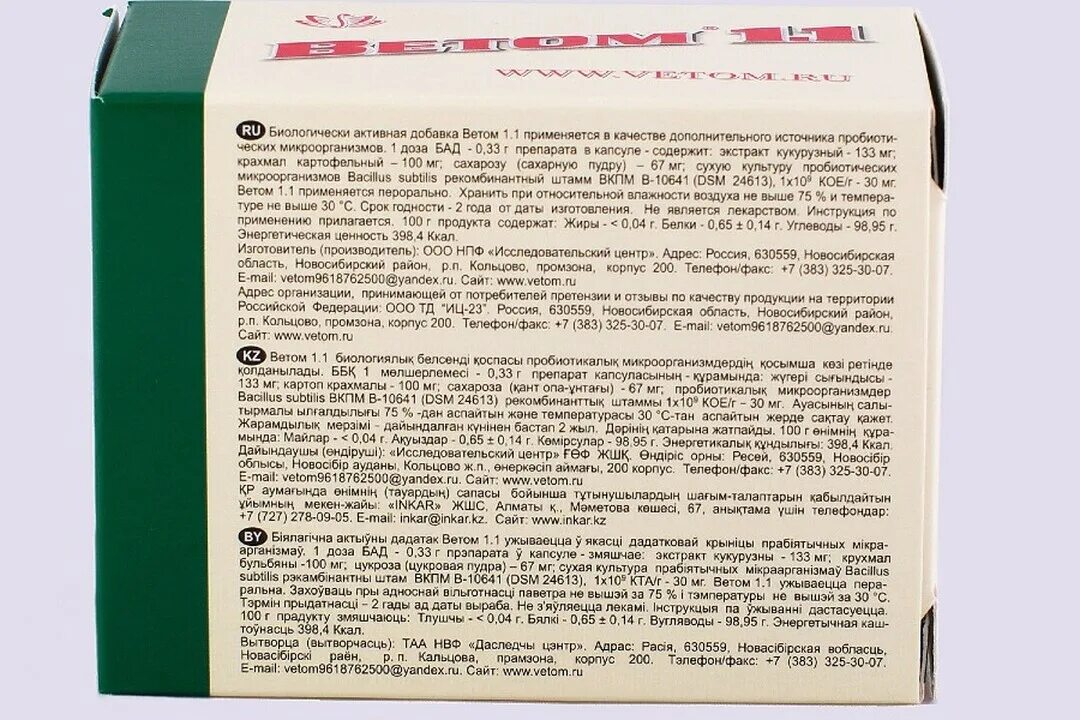 ВЕТОМ® 1.1
WWW.VETOM.RU
RU Биологически активная добавка Ветом 1.1 применяется в качестве дополнительного источника пробиоти-
ческих микроорганизмов. 1 доза БАД - 0,33 г препарата в капсуле - содержит: экстракт кукурузный - 133 мг;
крахмал картофельный – 100 мг; сахарозу (сахарную пудру) – 67 мг; сухую культуру пробиотических
микроорганизмов Bacillus subtilis рекомбинантный штамм ВКПМ В-10641 (DSM 24613), 1x10⁹ КОЕ/г - 30 мг.
Ветом 1.1 применяется перорально. Хранить при относительной влажности воздуха не выше 75 % и темпера-
туре не выше 30 °С. Срок годности - 2 года от даты изготовления. Не является лекарством. Инструкция по
применению прилагается. 100 г продукта содержат: Жиры - < 0,04 г. Белки - 0,65 ± 0,14 г. Углеводы - 98,95 г.
Энергетическая ценность 398,4 Ккал.
Изготовитель (производитель): ООО НПФ «Исследовательский центр». Адрес: Россия, 630559, Новосибирская
область, Новосибирский район, р.п. Кольцово, промзона, корпус 200. Телефон/факс: +7 (383) 325-30-07.
E-mail: vetom9618762500@yandex.ru. Сайт: www.vetom.ru
Адрес организации, принимающей от потребителей претензии и отзывы по качеству продукции на территории
Российской Федерации: ООО ТД "ИЦ-23". Россия, 630559, Новосибирская область, Новосибирский район,
р.п. Кольцово, промзона, корпус 200. Телефон/факс: +7 (383) 325-30-07. E-mail: vetom9618762500@yandex.ru.
Сайт: www.vetom.ru
KZ Ветом 1.1 биологиялық белсенді қоспасы пробиотикалық микроорганизмдердің қосымша көзі ретінде
қолданылады. ББҚ 1 мөлшерлемесі - 0,33 г препарат капсуласының - құрамында: жүгері сығындысы -
133 мг; картоп крахмалы - 100 мг; сахароза (қант опа-ұнтағы) - 67 мг; пробиотикалық микроорганизмдер
Bacillus subtilis ВКПМ В-10641 (DSM 24613) рекомбинанттық штаммы 1x10⁹ КОЕ/г – 30 мг. Ауасының салы-
тырмалы ылғалдылығы 75 % -дан аспайтын және температурасы 30 °С-тан аспайтын жерде сақтау қажет.
Жарамдылық мерзімі - дайындалған күнінен бастап 2 жыл. Дәрінің қатарына жатпайды. 100 г өнімнің құра-
мында: Майлар - < 0,04 г. Ақуыздар - 0,65 ± 0,14 г. Көмірсулар - 98,95 г. Энергетикалық құндылығы: 398,4 Ккал.
Дайындаушы (өндіруші): «Исследовательский центр» ҒӨФ ЖШҚ. Өндіріс орны: Ресей, 630559, Новосібір
облысы, Новосібір ауданы, Кольцово ж.п., өнеркәсіп аймағы, 200 корпус. Телефон/факс: +7 (383) 325-30-07.
E-mail: vetom9618762500@yandex.ru. Сайт: www.vetom.ru
ҚР аумағында өнімнің (тауардың) сапасы бойынша тұтынушылардың шағым-талаптарын қабылдайтын
ұйымның мекен-жайы: «INKAR» ЖШС, Алматы қ., Мәметова көшесі, 67, анықтама үшін телефондар:
+7 (727) 278-09-05. E-mail: inkar@inkar.kz. Сайт: www.inkar.kz
BY Біялагічна актыўны дадатак Ветом 1.1 ужываецца ў якасці дадатковай крыніцы прабіятычных мікра-
арганізмаў. 1 доза БАД - 0,33 г прэпарата ў капсуле - змяшчае: экстракт кукурузны - 133 мг; крухмал
бульбяны -100 мг; цукроза (цукровая пудра) – 67 мг; сухая культура прабіятычных мікраарганізмаў Bacillus
subtilis рэкамбінантны штам ВКПМ В-10641 (DSM 24613), 1x10⁹ КТА/г - 30 мг. Ветом 1.1 ужываецца пера-
ральна. Захоўваць пры адноснай вільготнасці паветра не вышэй за 75 % і тэмпературы не вышэй за 30 °С.
Тэрмін прыдатнасці – 2 гады ад даты выраба. Не з'яўляецца лекамі. Інструкцыя па ўжыванні дастасуецца.
100 г прадукту змяшчаюць: Тлушчы - < 0,04 г. Бялкі - 0,65 ± 0,14 г. Вугляводы - 98,95 г. Энергетычная каш-
тоўнасць 398,4 Ккал.
Вытворца (вытворчасць): ТАА НВФ «Даследчы цэнтр». Адрас: Расія, 630559, Новасібірская вобласць,
Новасібірскі раён, р. п. Кальцова, прамзона, корпус 200. Тэлефон/факс: +7 (383) 325-30-07.
E-mail: vetom9618762500@yandex.ru. Сайт: www.vetom.ru